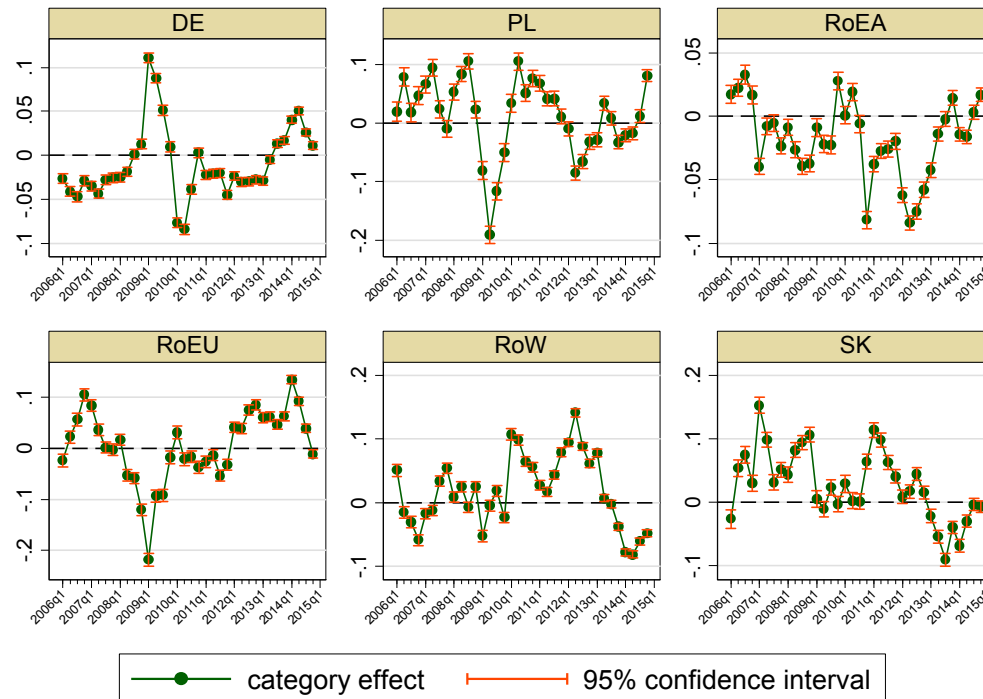 DE PL RoEA
.1 .05 0 -.05 -.1
.1 0 -.1 -.2
.05 0 -.05 -.1
2006q1 2007q1 2008q1 2009q1 2010q1 2011q1 2012q1 2013q1 2014q1 2015q1
2006q1 2007q1 2008q1 2009q1 2010q1 2011q1 2012q1 2013q1 2014q1 2015q1
2006q1 2007q1 2008q1 2009q1 2010q1 2011q1 2012q1 2013q1 2014q1 2015q
RoEU RoW SK
.1 0 -.1 -.2
.2 .1 0 -.1
.2 .1 0 -.1
2006q1 2007q1 2008q1 2009q1 2010q1 2011q1 2012q1 2013q1 2014q1 2015q1
2006q1 2007q1 2008q1 2009q1 2010q1 2011q1 2012q1 2013q1 2014q1 2015q1
2006q1 2007q1 2008q1 2009q1 2010q1 2011q1 2012q1 2013q1 2014q1 2015q
category effect 95% confidence interval